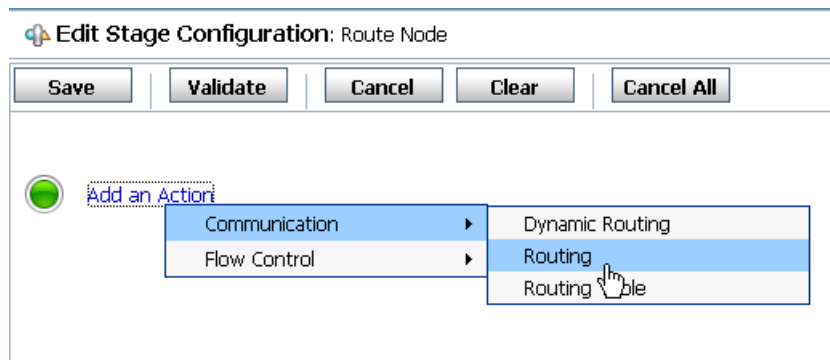 Edit Stage Configuration: Route Node
Save Validate Cancel Clear Cancel All
Add an Action
Communication Dynamic Routing
Flow Control Routing
Routing